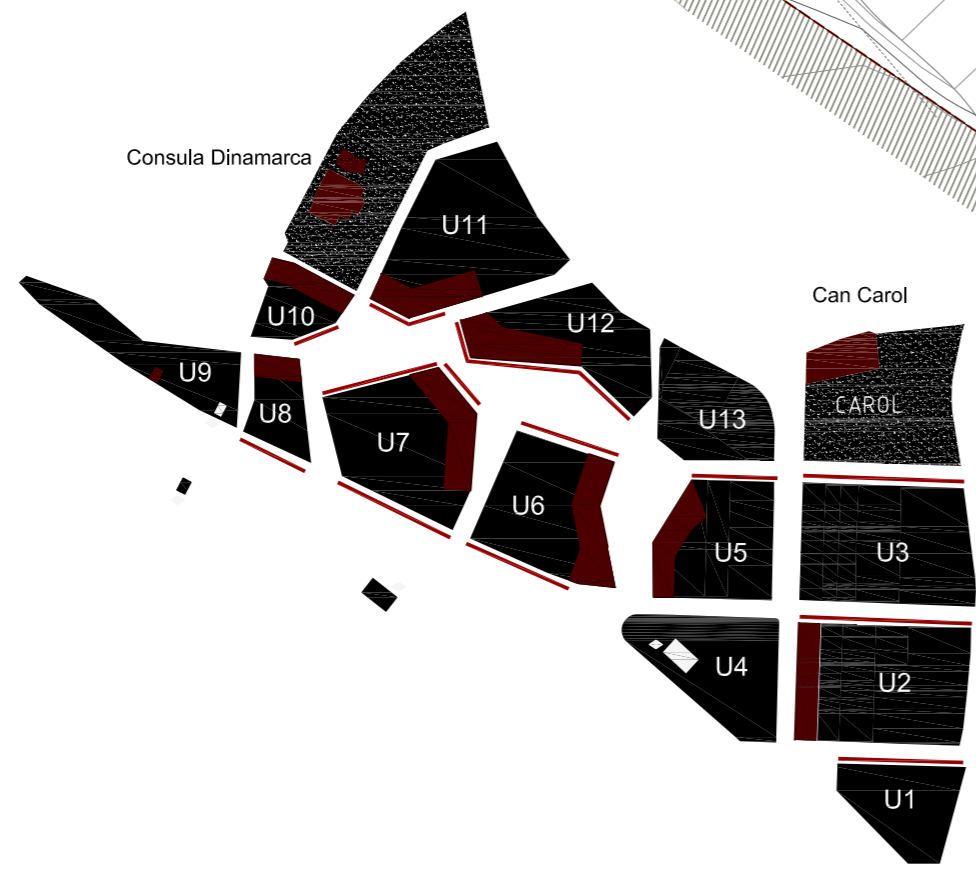 Consula Dinamarca
U11
Can Carol
U10
U12
U9
CAROL
U8
U13
U7
U6
U5
U3
U4
U2
U1